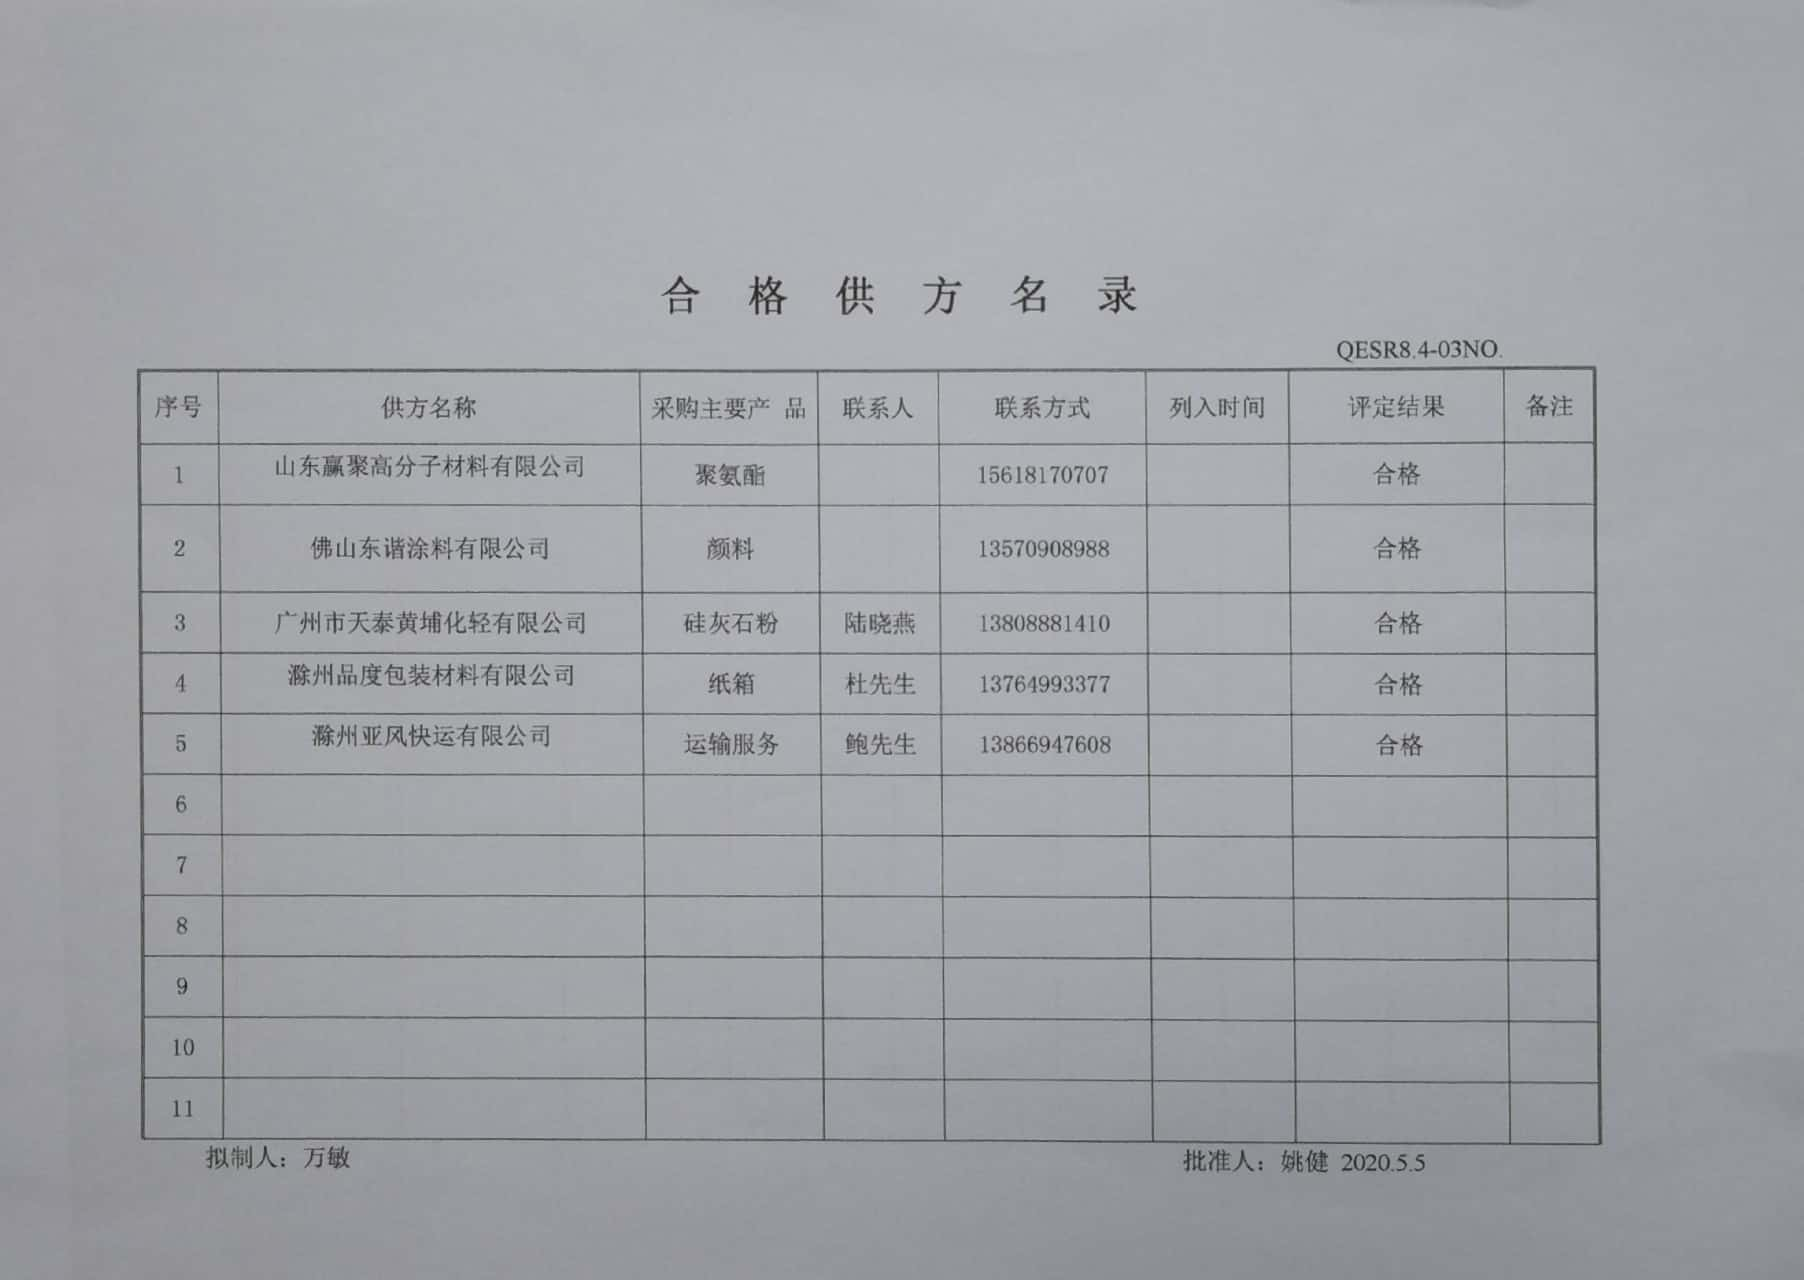 合格供方名录
QESR8.4-03NO.
序号 供方名称 采购主要产 品 联系人 联系方式 列入时间 评定结果 备注
1 山东赢聚高分子材料有限公司 聚氨酯 15618170707 合格
2 佛山东谐涂料有限公司 颜料 13570908988 合格
3 广州市天泰黄埔化轻有限公司 硅灰石粉 陆晓燕 13808881410 合格
4 滁州品度包装材料有限公司 纸箱 杜先生 13764993377 合格
5 滁州亚风快运有限公司 运输服务 鲍先生 13866947608 合格
6
7
8
9
10
11
拟制人：万敏 批准人：姚健 2020.5.5